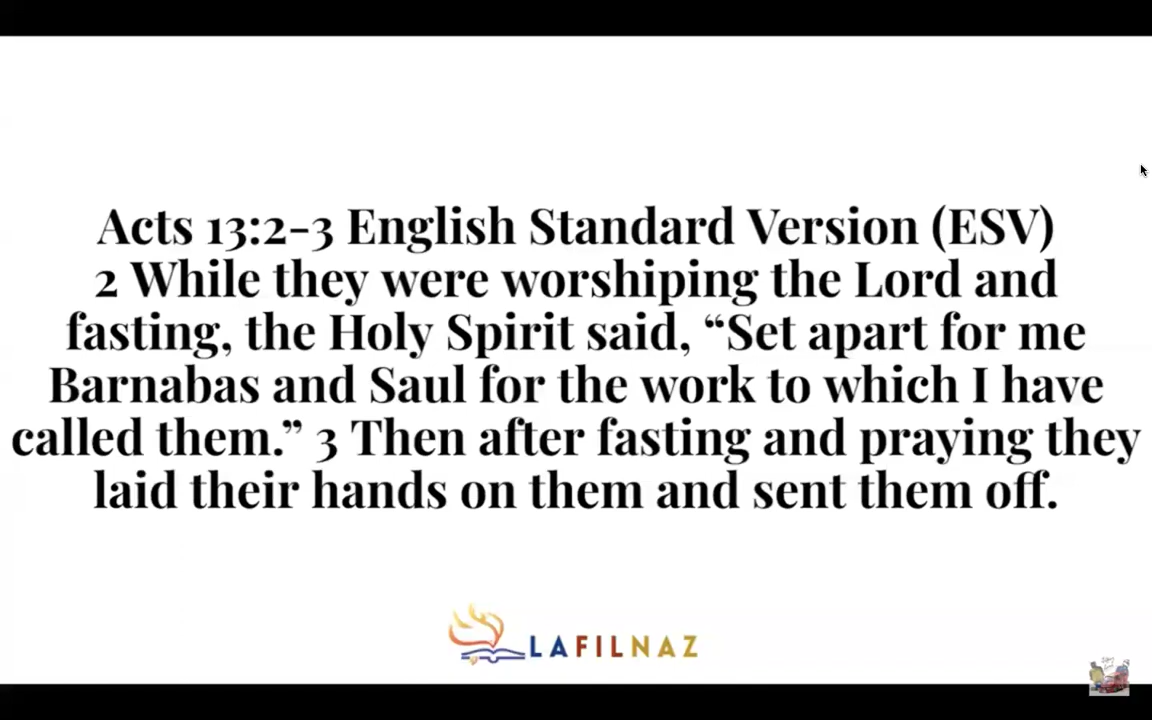 Acts 13:2-3 English Standard Version (ESV)
2 While they were worshiping the Lord and
fasting, the Holy Spirit said, “Set apart for me
Barnabas and Saul for the work to which I have
called them.” 3 Then after fasting and praying they
laid their hands on them and sent them off.
LAFILNAZ